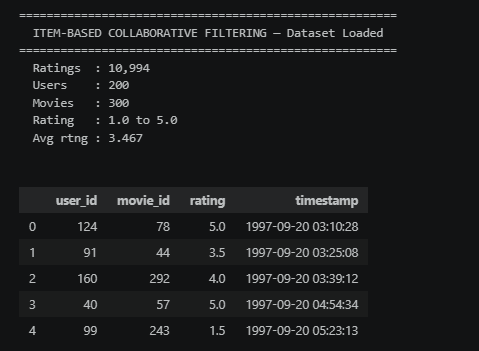 ======================================================
ITEM-BASED COLLABORATIVE FILTERING — Dataset Loaded
======================================================
Ratings : 10,994
Users : 200
Movies : 300
Rating : 1.0 to 5.0
Avg rtng : 3.467
user_id movie_id rating timestamp
0 124 78 5.0 1997-09-20 03:10:28
1 91 44 3.5 1997-09-20 03:25:08
2 160 292 4.0 1997-09-20 03:39:12
3 40 57 5.0 1997-09-20 04:54:34
4 99 243 1.5 1997-09-20 05:23:13